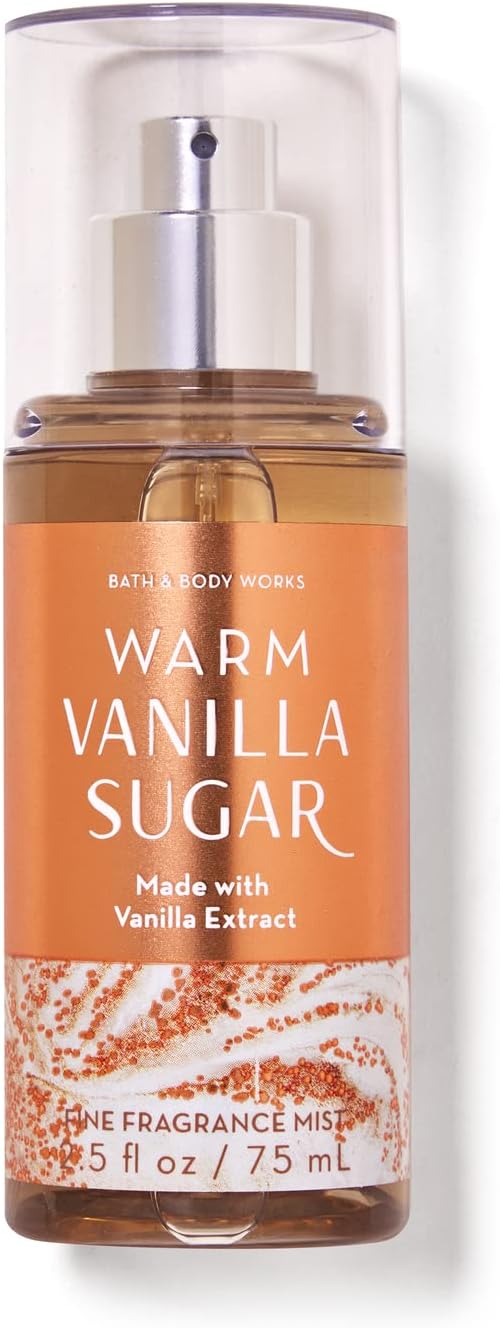 BATH & BODY WORKS
WARM
VANILLA
SUGAR
Made with
Vanilla Extract
FINE FRAGRANCE MIST
2.5 fl oz / 75 mL